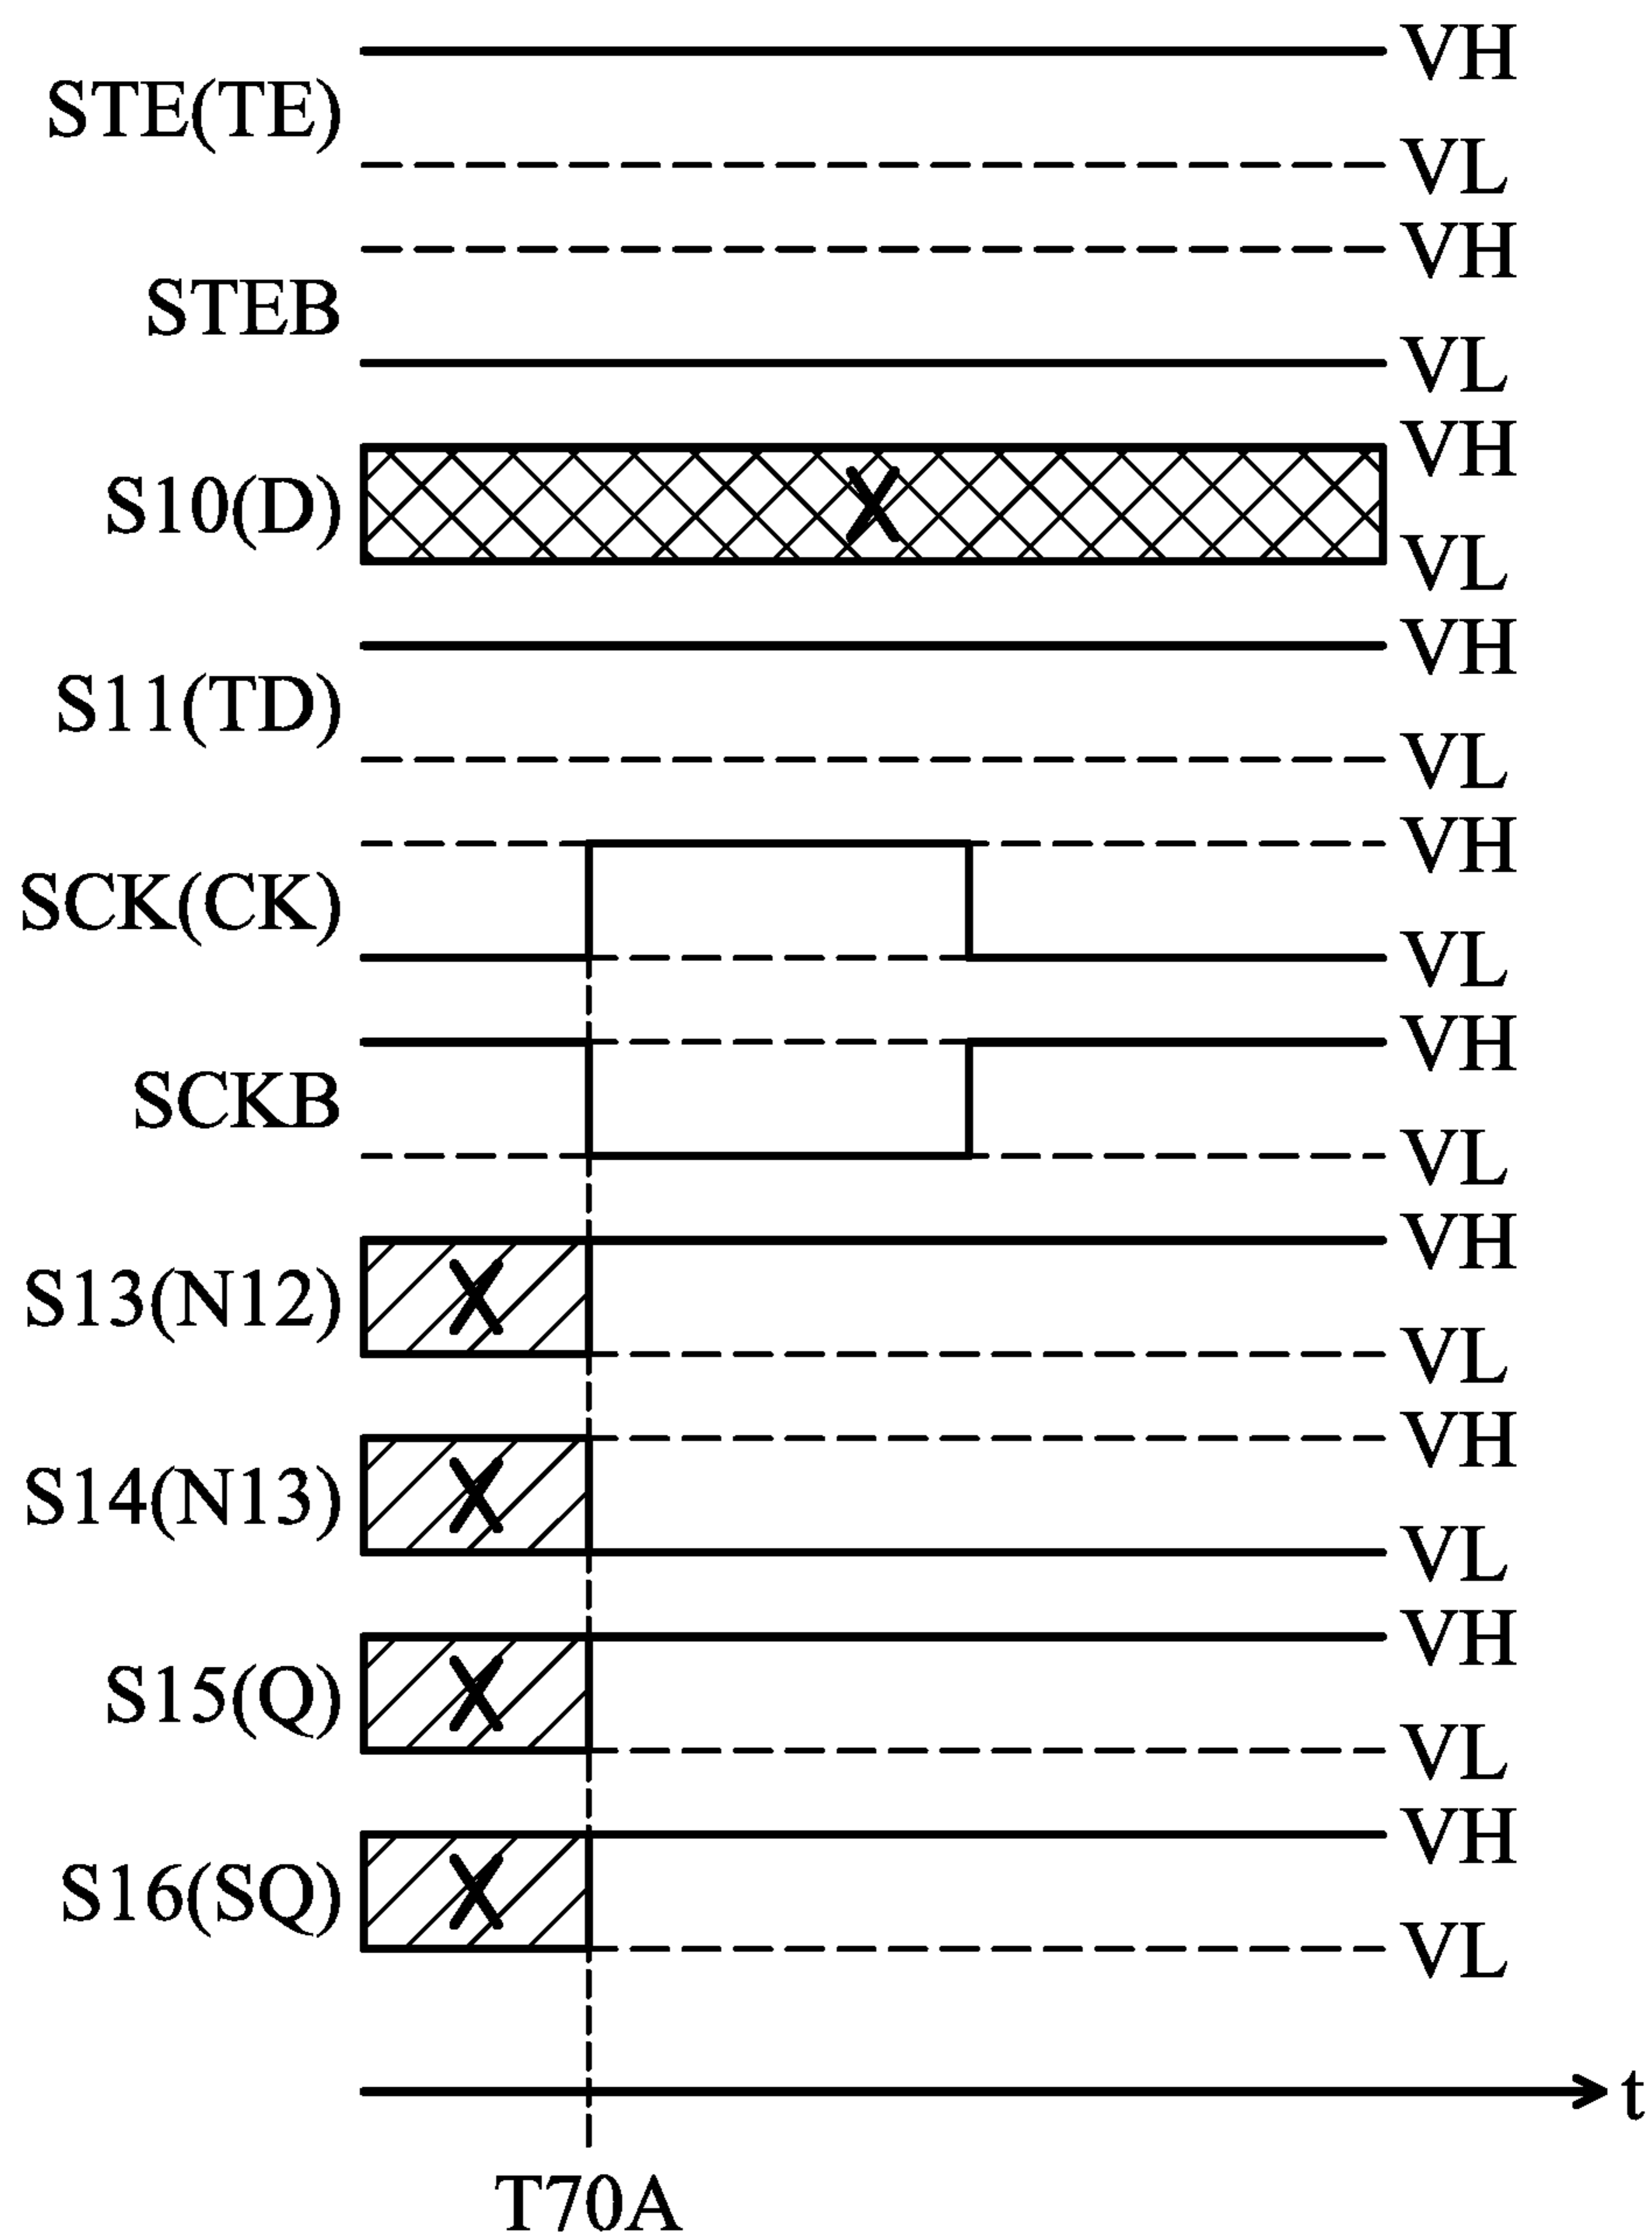 VH
STE(TE)
VL
VH
STEB
VL
VH
S10(D)
X
VL
VH
S11(TD)
VL
VH
SCK(CK)
VL
VH
SCKB
VL
VH
S13(N12)
X
VL
VH
S14(N13)
X
VL
VH
S15(Q)
X
VL
VH
S16(SQ)
X
VL
t
T70A